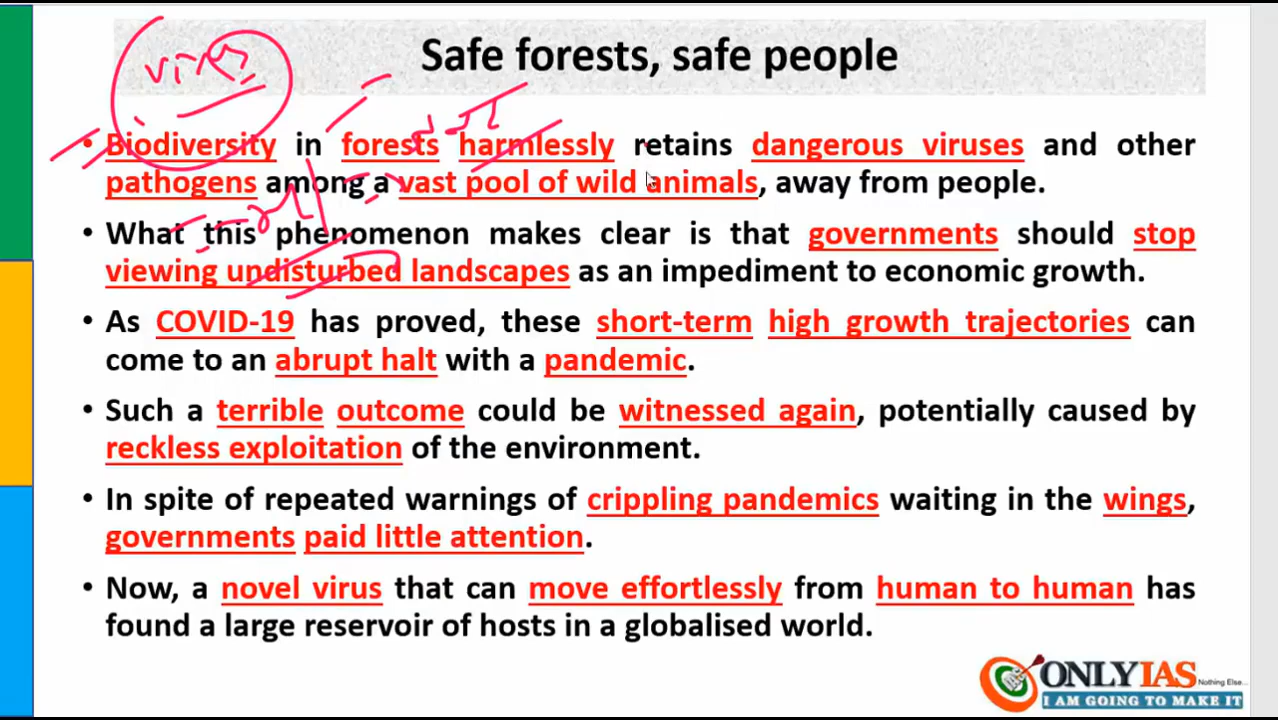 Safe forests, safe people
virus
• Biodiversity in forests harmlessly retains dangerous viruses and other
pathogens among a vast pool of wild animals, away from people.
• What this phenomenon makes clear is that governments should stop
viewing undisturbed landscapes as an impediment to economic growth.
• As COVID-19 has proved, these short-term high growth trajectories can
come to an abrupt halt with a pandemic.
• Such a terrible outcome could be witnessed again, potentially caused by
reckless exploitation of the environment.
• In spite of repeated warnings of crippling pandemics waiting in the wings,
governments paid little attention.
• Now, a novel virus that can move effortlessly from human to human has
found a large reservoir of hosts in a globalised world.
ONLYIAS
Nothing Else...
I AM GOING TO MAKE IT